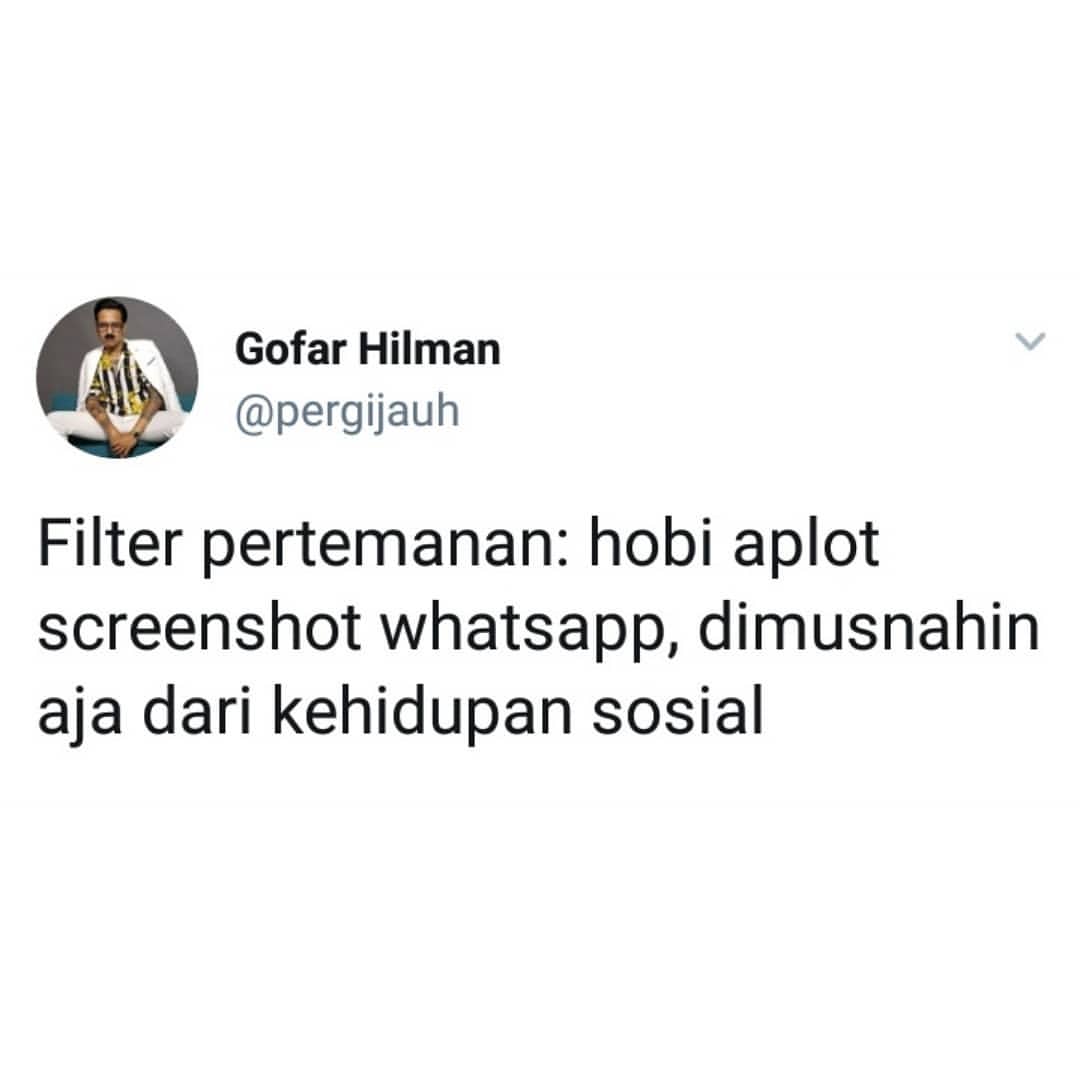 Gofar Hilman
@pergijauh
Filter pertemanan: hobi aplot
screenshot whatsapp, dimusnahin
aja dari kehidupan sosial